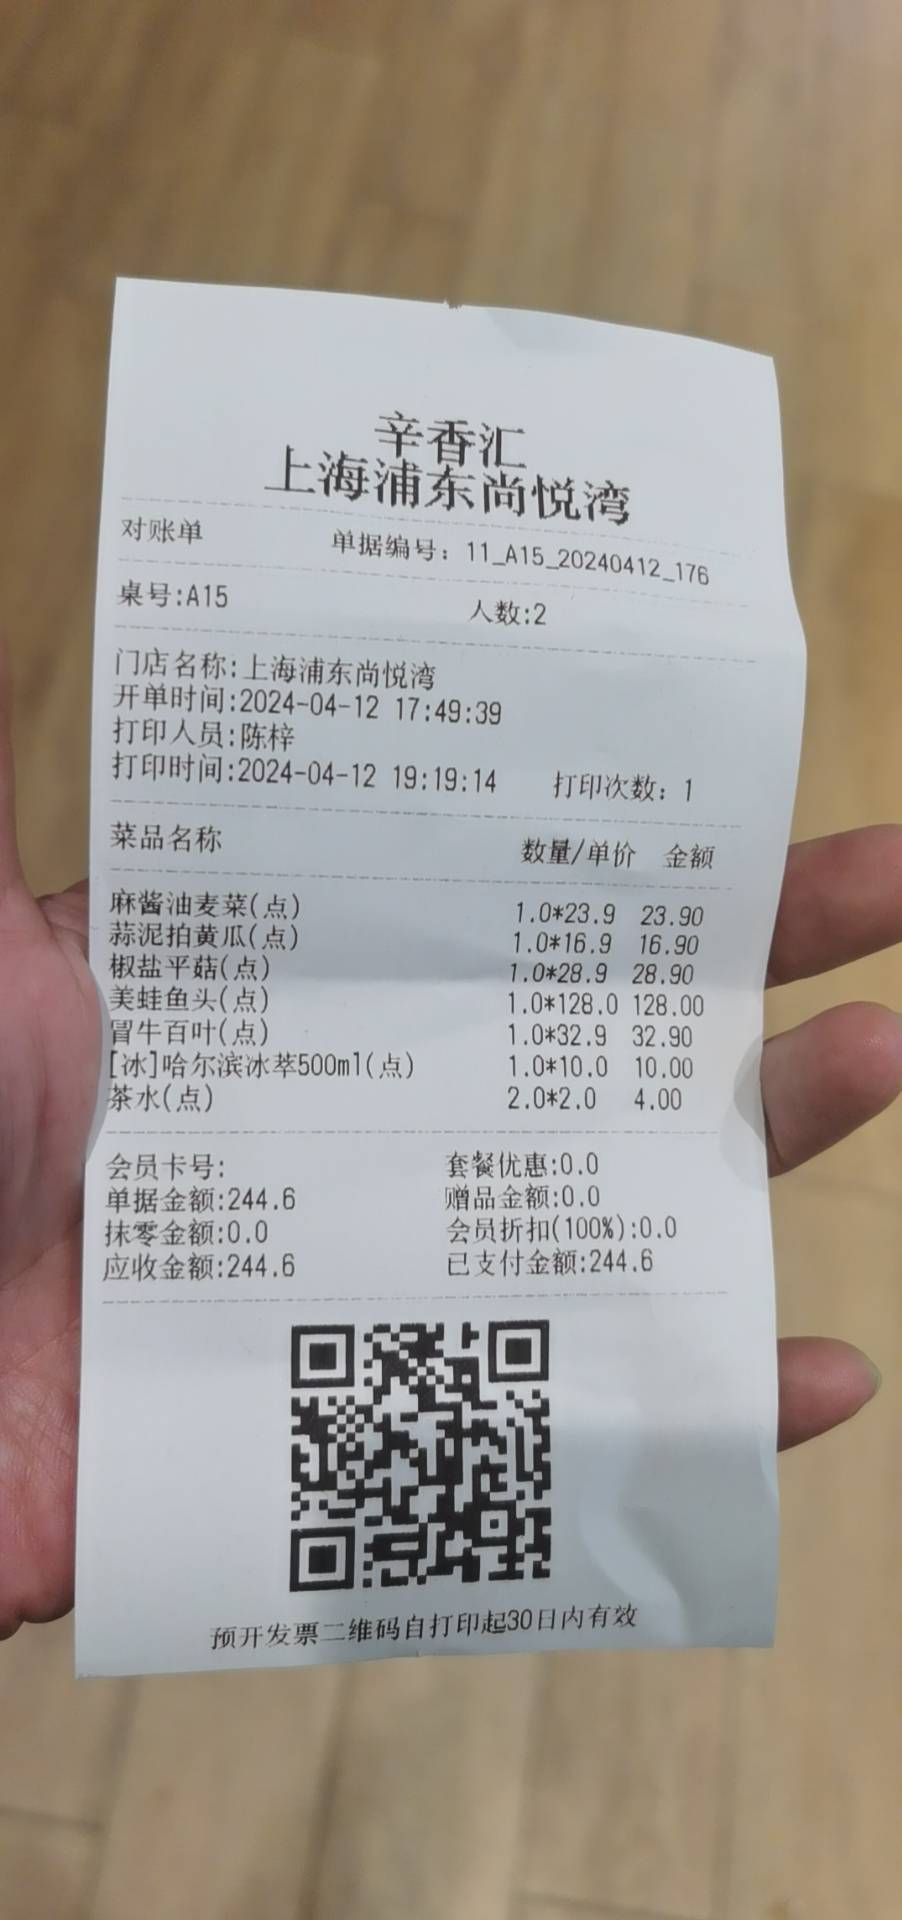 辛香汇
上海浦东尚悦湾
对账单 单据编号：11_A15_20240412_176
桌号:A15 人数:2
门店名称:上海浦东尚悦湾
开单时间:2024-04-12 17:49:39
打印人员:陈梓
打印时间:2024-04-12 19:19:14 打印次数：1
菜品名称 数量/单价 金额
麻酱油麦菜(点) 1.0*23.9 23.90
蒜泥拍黄瓜(点) 1.0*16.9 16.90
椒盐平菇(点) 1.0*28.9 28.90
美蛙鱼头(点) 1.0*128.0 128.00
冒牛百叶(点) 1.0*32.9 32.90
[冰]哈尔滨冰萃500ml(点) 1.0*10.0 10.00
茶水(点) 2.0*2.0 4.00
会员卡号: 套餐优惠:0.0
单据金额:244.6 赠品金额:0.0
抹零金额:0.0 会员折扣(100%):0.0
应收金额:244.6 已支付金额:244.6
预开发票二维码自打印起30日内有效